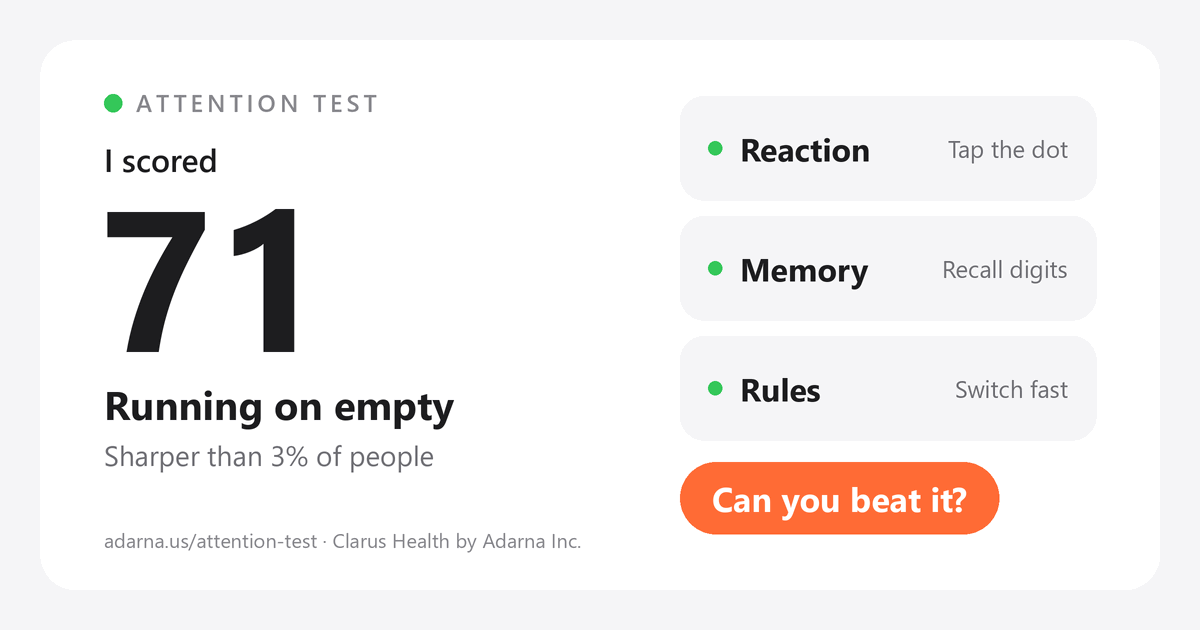 ATTENTION TEST
I scored
71
Running on empty
Sharper than 3% of people
adarna.us/attention-test · Clarus Health by Adarna Inc.
Reaction Tap the dot
Memory Recall digits
Rules Switch fast
Can you beat it?